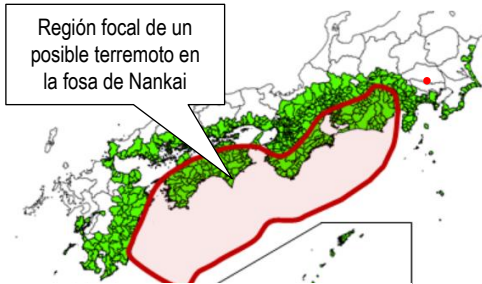 Región focal de un
posible terremoto en
la fosa de Nankai